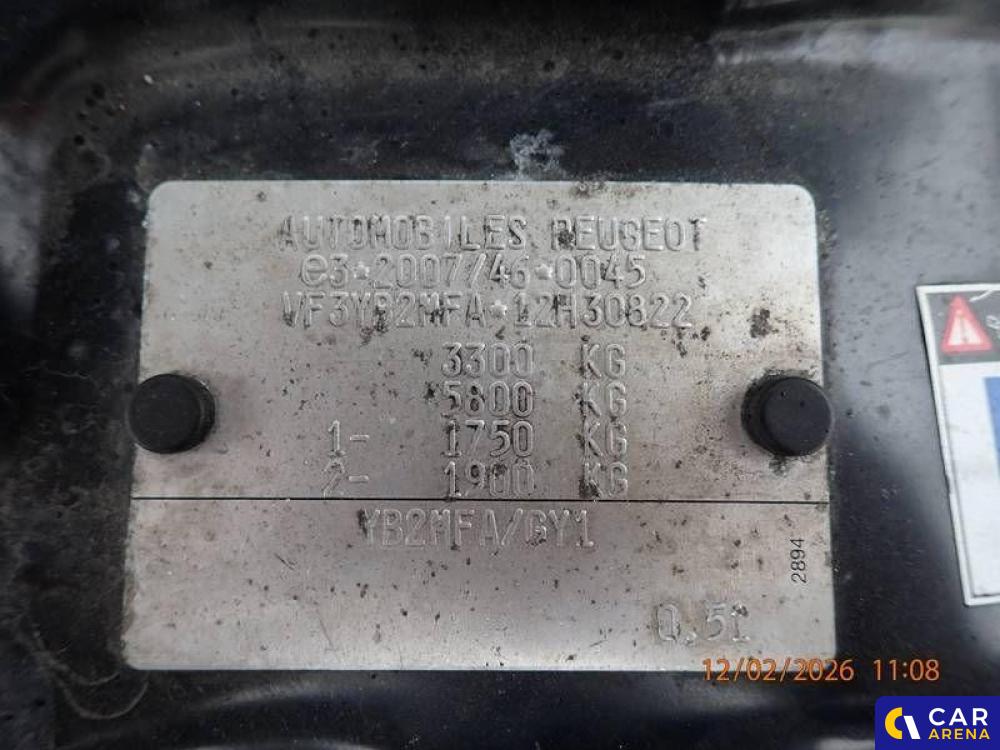 AUTOMOBILES PEUGEOT
e3*2007/46*0045
VF3YB2MFA*12H30822
3300 KG
5800 KG
1- 1750 KG
2- 1900 KG
YB2MFA/GY1
2894
0.51
12/02/2026 11:08
CAR
ARENA